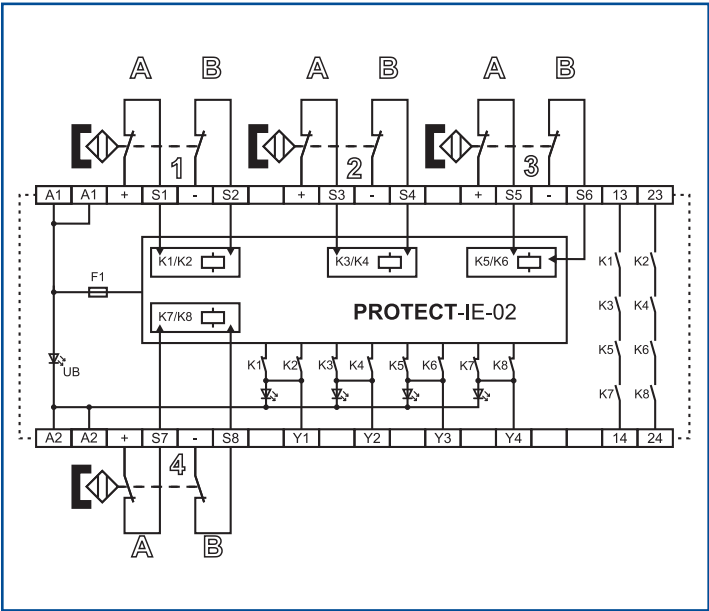 A B A B A B
1 2 3
A1 A1 + S1 - S2 + S3 - S4 + S5 - S6 13 23
K1/K2 K3/K4 K5/K6 K1 K2
F1
K7/K8 PROTECT-IE-02 K3 K4
UB K1 K2 K3 K4 K5 K6 K7 K8 K5 K6
K7 K8
A2 A2 + S7 - S8 Y1 Y2 Y3 Y4 14 24
4
A B